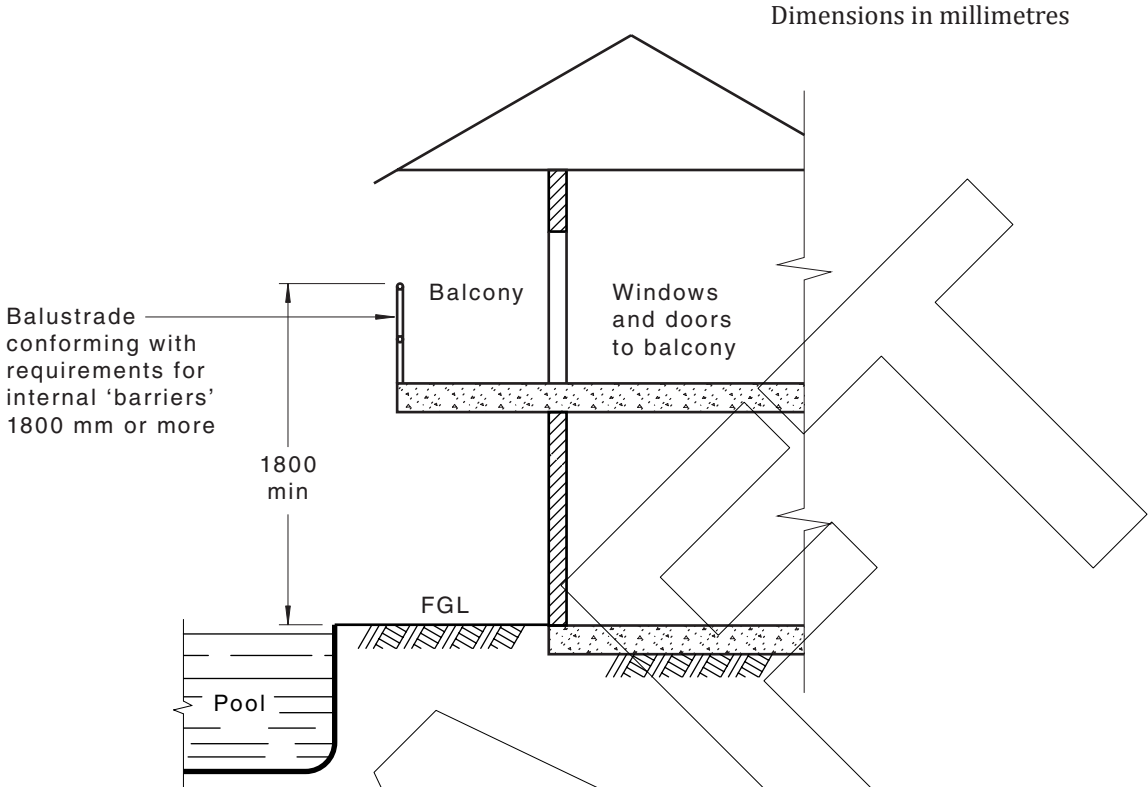 Dimensions in millimetres
Balcony
Windows
and doors
to balcony
Balustrade
conforming with
requirements for
internal ‘barriers’
1800 mm or more
1800
min
FGL
Pool